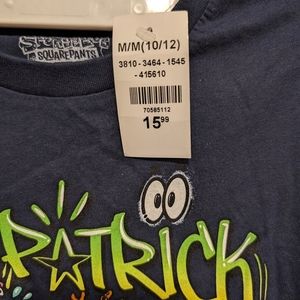 SPONGEBOB
SQUAREPANTS
M/M(10/12)
3810 - 3464 - 1545
- 415610
70585112
15.99
PATRICK